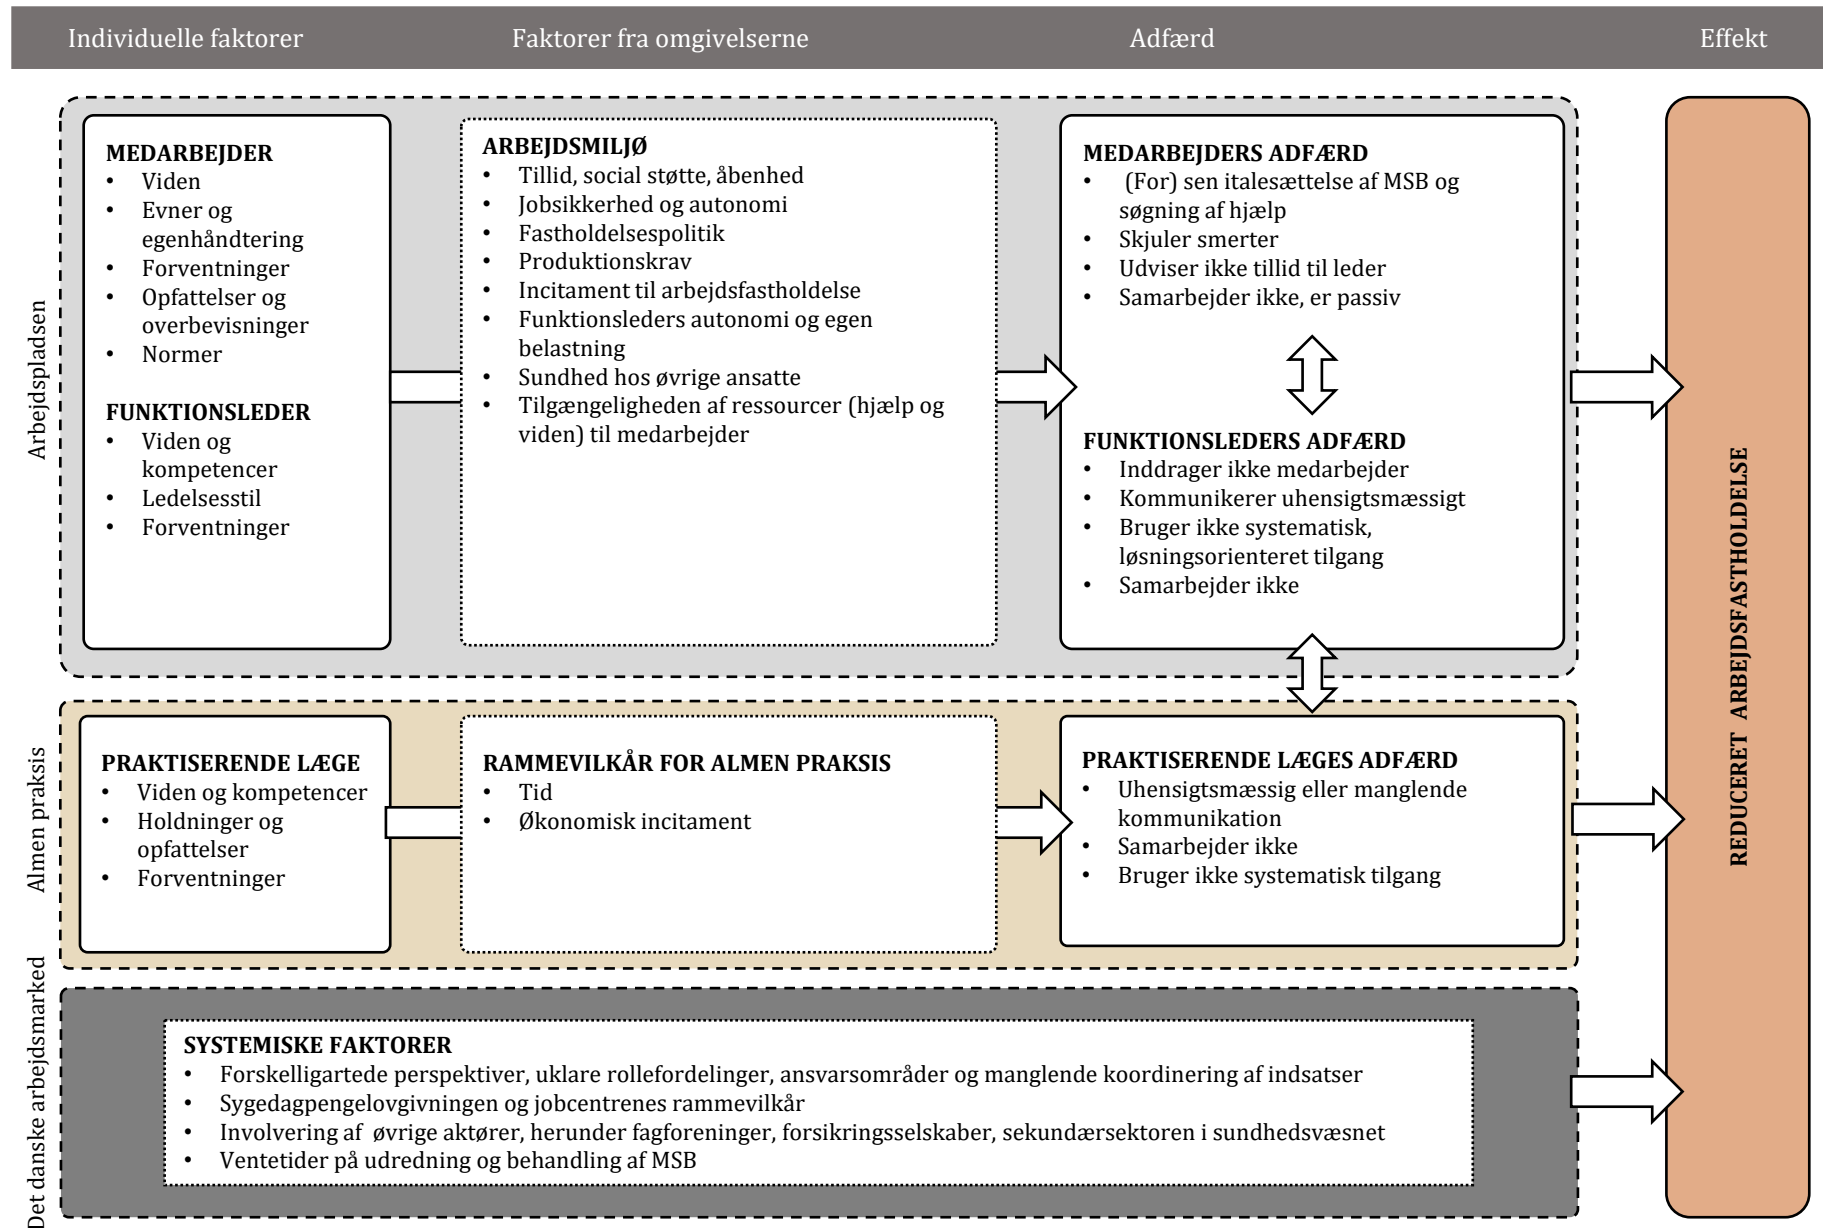 Individuelle faktorer
Faktorer fra omgivelserne
Adfærd
Effekt
Arbejdspladsen
MEDARBEJDER
• Viden
• Evner og
egenhåndtering
• Forventninger
• Opfattelser og
overbevisninger
• Normer
FUNKTIONSLEDER
• Viden og
kompetencer
• Ledelsesstil
• Forventninger
ARBEJDSMILJØ
• Tillid, social støtte, åbenhed
• Jobsikkerhed og autonomi
• Fastholdelsespolitik
• Produktionskrav
• Incitament til arbejdsfastholdelse
• Funktionsleders autonomi og egen
belastning
• Sundhed hos øvrige ansatte
• Tilgængeligheden af ressourcer (hjælp og
viden) til medarbejder
MEDARBEJDERS ADFÆRD
• (For) sen italesættelse af MSB og
søgning af hjælp
• Skjuler smerter
• Udviser ikke tillid til leder
• Samarbejder ikke, er passiv
FUNKTIONSLEDERS ADFÆRD
• Inddrager ikke medarbejder
• Kommunikerer uhensigtsmæssigt
• Bruger ikke systematisk,
løsningsorienteret tilgang
• Samarbejder ikke
Almen praksis
PRAKTISERENDE LÆGE
• Viden og kompetencer
• Holdninger og
opfattelser
• Forventninger
RAMMEVILKÅR FOR ALMEN PRAKSIS
• Tid
• Økonomisk incitament
PRAKTISERENDE LÆGES ADFÆRD
• Uhensigtsmæssig eller manglende
kommunikation
• Samarbejder ikke
• Bruger ikke systematisk tilgang
Det danske arbejdsmarked
SYSTEMISKE FAKTORER
• Forskelligartede perspektiver, uklare rollefordelinger, ansvarsområder og manglende koordinering af indsatser
• Sygedagpengelovgivningen og jobcentrenes rammevilkår
• Involvering af øvrige aktører, herunder fagforeninger, forsikringsselskaber, sekundærsektoren i sundhedsvæsnet
• Ventetider på udredning og behandling af MSB
REDUCERET ARBEJDSFASTHOLDELSE